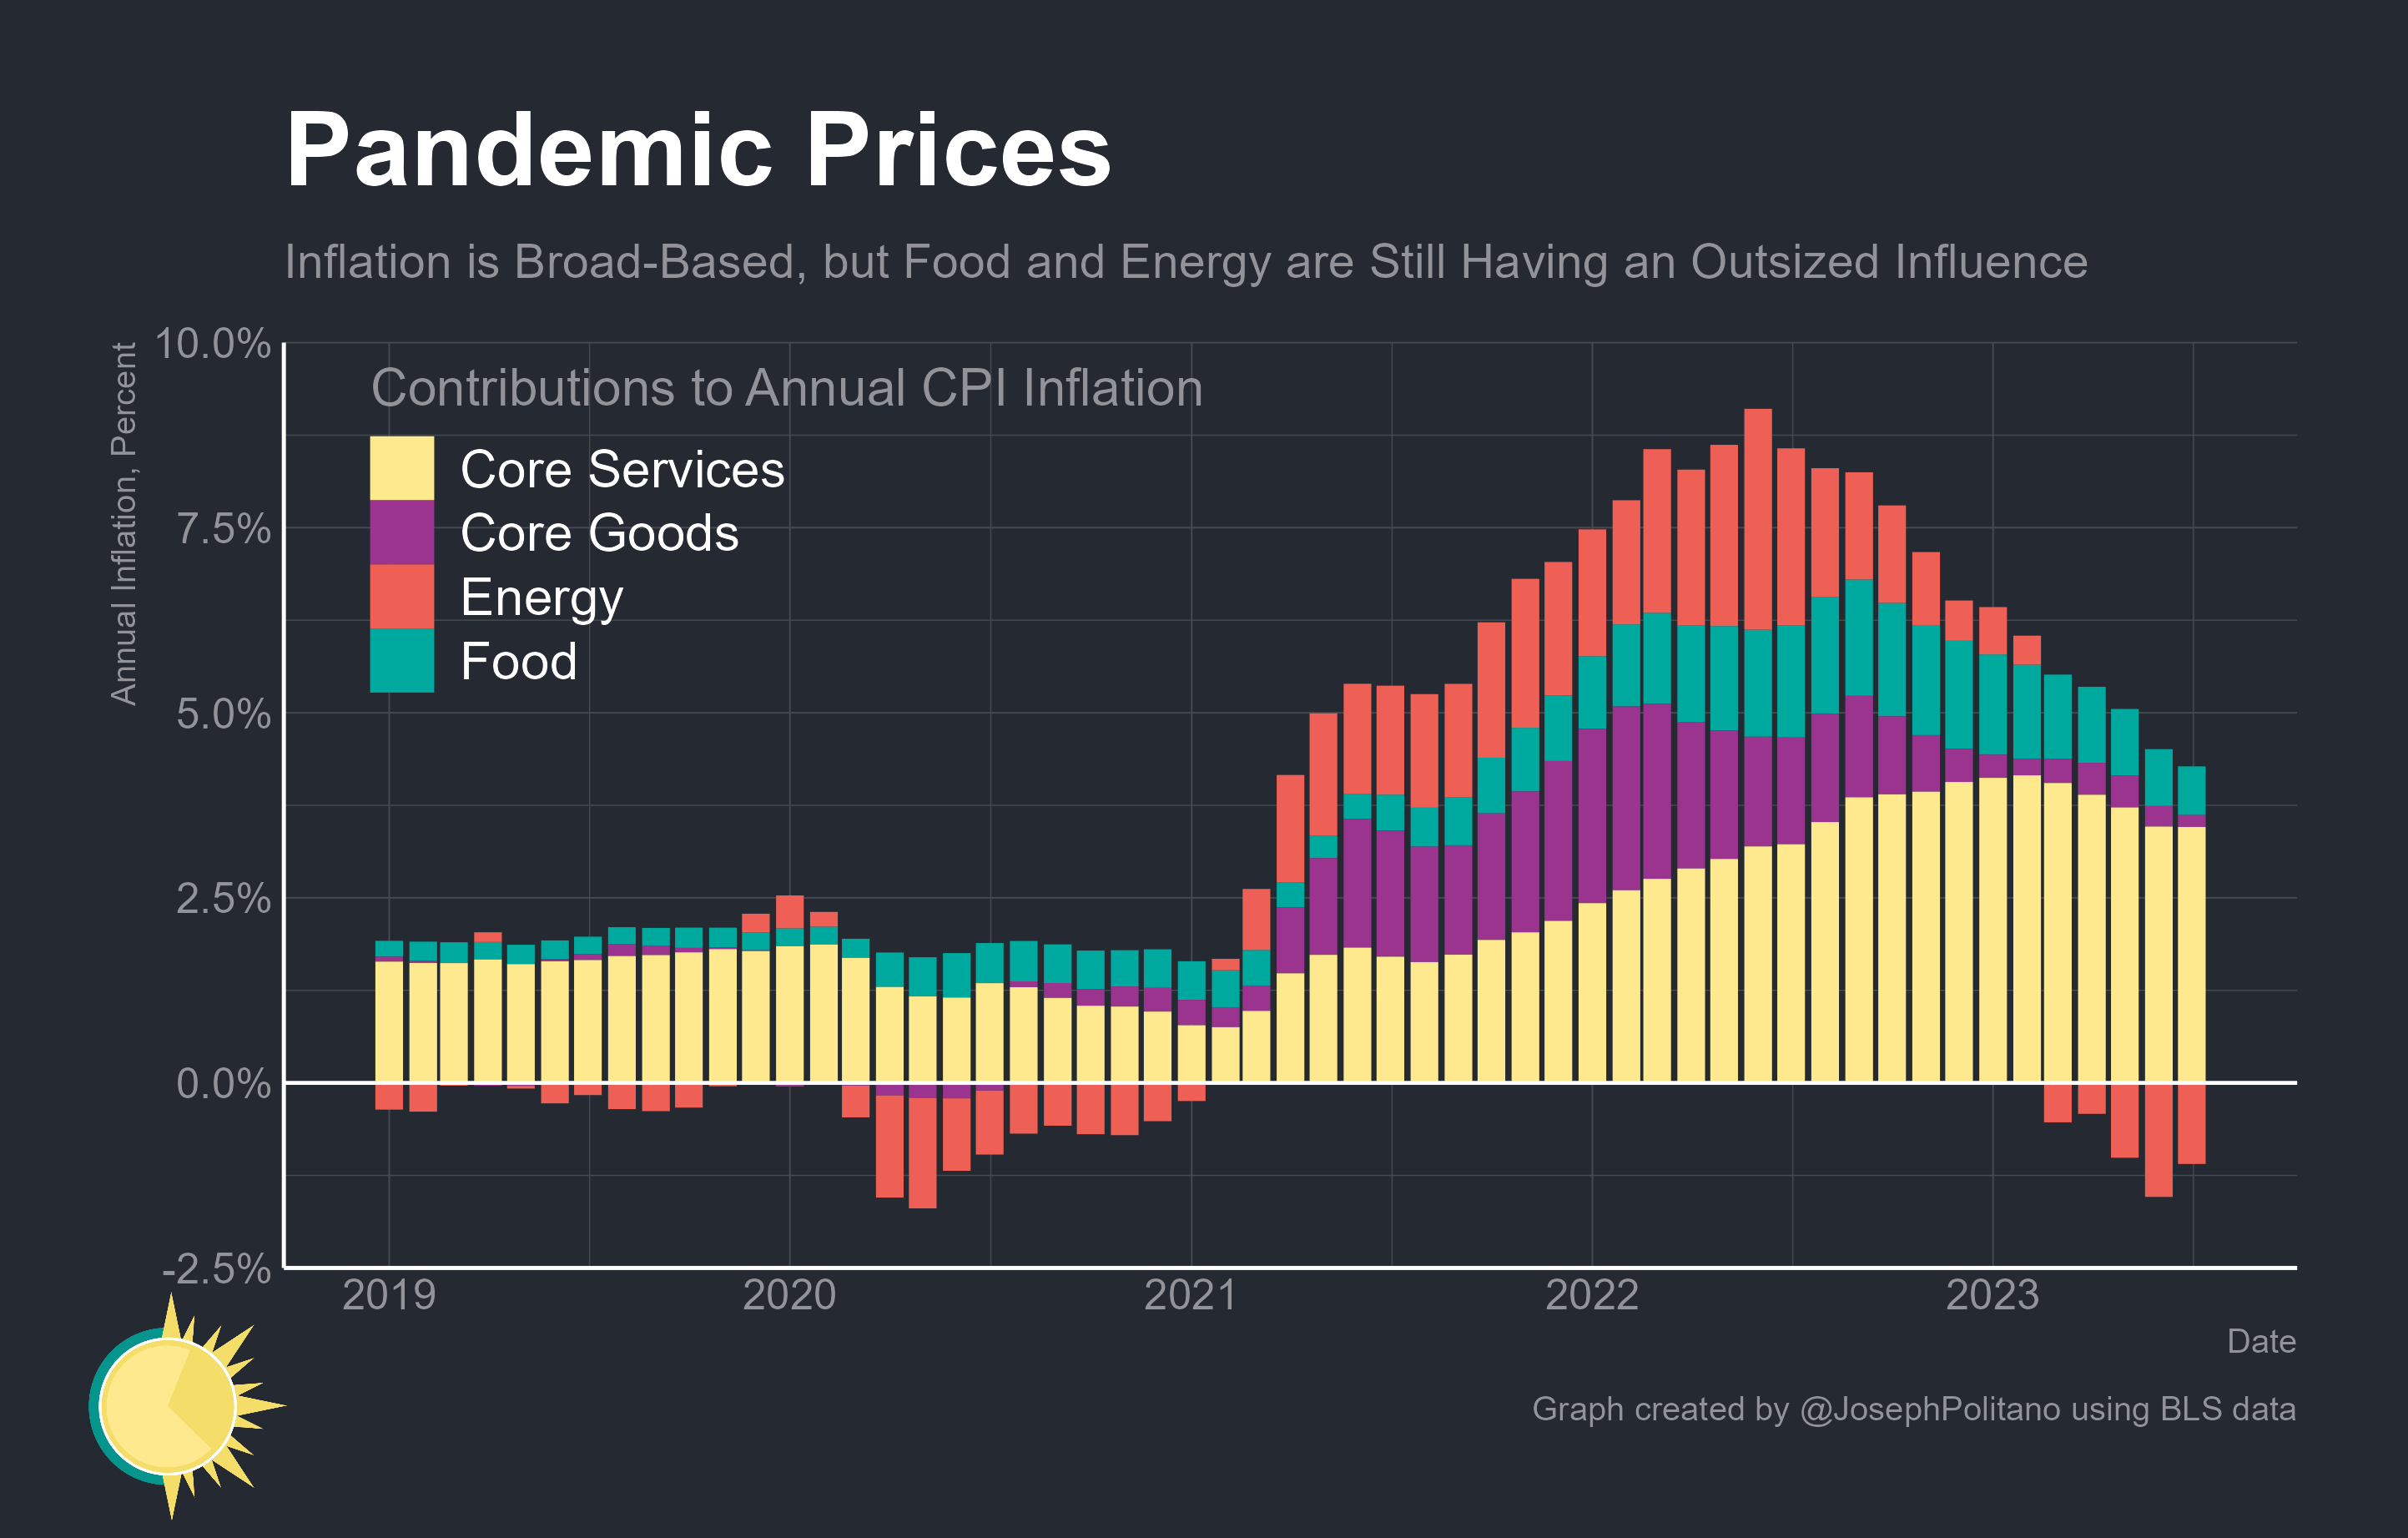 Pandemic Prices
Inflation is Broad-Based, but Food and Energy are Still Having an Outsized Influence
Annual Inflation, Percent
10.0%
7.5%
5.0%
2.5%
0.0%
-2.5%
Contributions to Annual CPI Inflation
Core Services
Core Goods
Energy
Food
2019 2020 2021 2022 2023
Date
Graph created by @JosephPolitano using BLS data